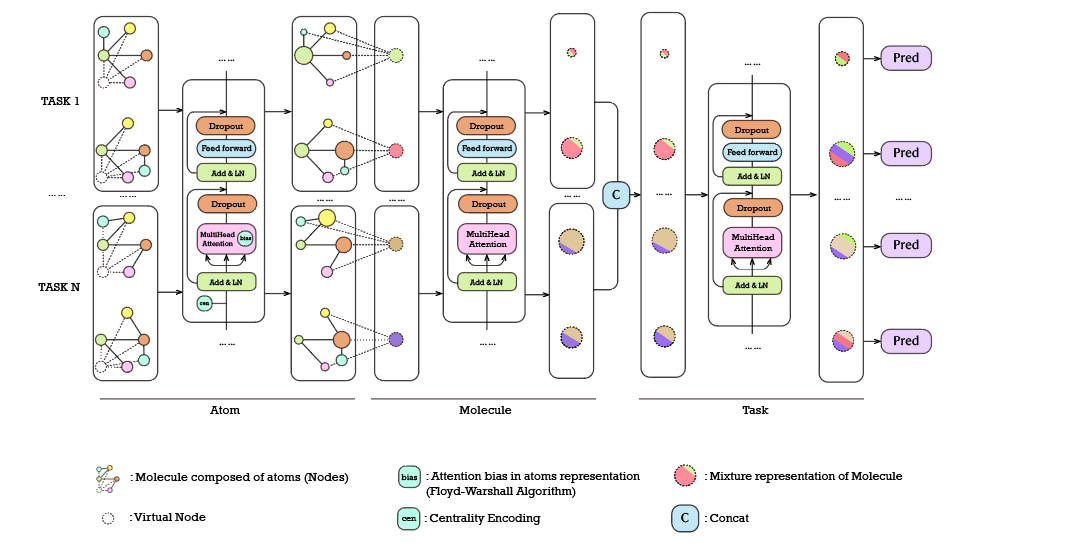 TASK 1
... ...
TASK N
... ...
Dropout
Feed forward
Add & LN
Dropout
MultiHead
Attention
bias
Add & LN
cen
... ...
... ...
... ...
... ...
... ...
Dropout
Feed forward
Add & LN
Dropout
MultiHead
Attention
Add & LN
... ...
... ...
C
... ...
... ...
Dropout
Feed forward
Add & LN
Dropout
MultiHead
Attention
Add & LN
... ...
... ...
Pred
Pred
... ...
Pred
Pred
Atom
Molecule
Task
: Molecule composed of atoms (Nodes)
bias : Attention bias in atoms representation
(Floyd-Warshall Algorithm)
: Mixture representation of Molecule
: Virtual Node
cen : Centrality Encoding
C : Concat